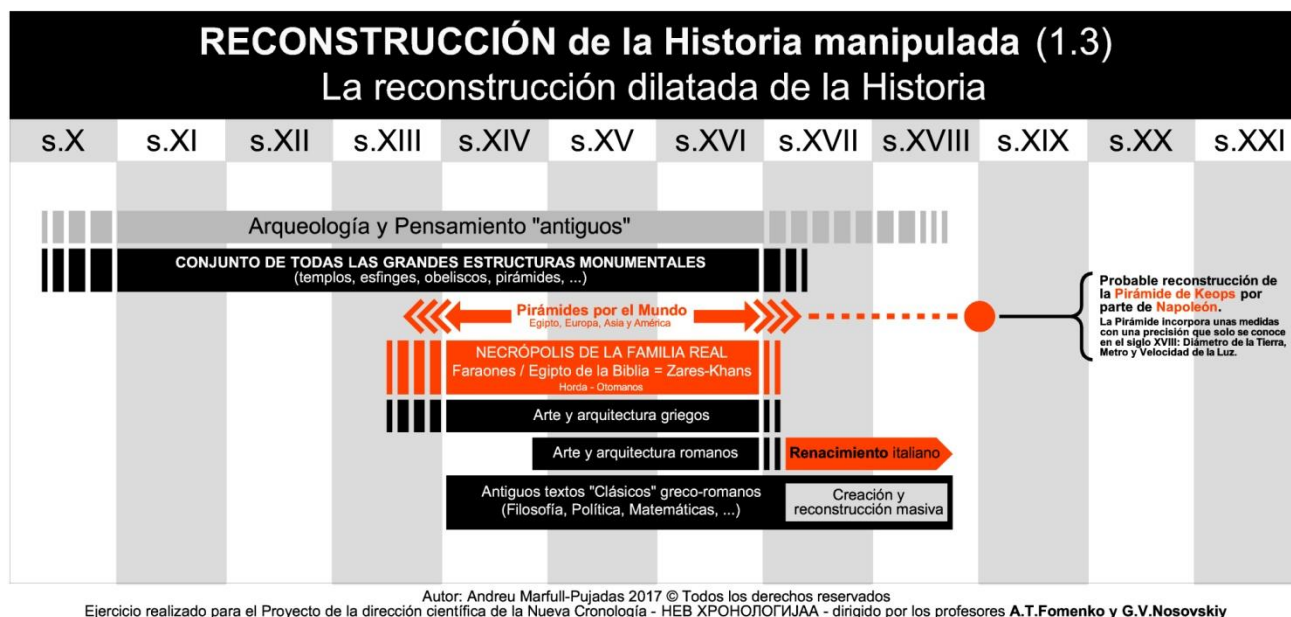 RECONSTRUCCIÓN de la Historia manipulada (1.3)
La reconstrucción dilatada de la Historia
s.X s.XI s.XII s.XIII s.XIV s.XV s.XVI s.XVII s.XVIII s.XIX s.XX s.XXI
Arqueología y Pensamiento "antiguos"
CONJUNTO DE TODAS LAS GRANDES ESTRUCTURAS MONUMENTALES
(templos, esfinges, obeliscos, pirámides, ...)
Pirámides por el Mundo
Egipto, Europa, Asia y América
Probable reconstrucción de
la Pirámide de Keops por
parte de Napoleón.
La Pirámide incorpora unas medidas
con una precisión que solo se conoce
en el siglo XVIII: Diámetro de la Tierra,
Metro y Velocidad de la Luz.
NECRÓPOLIS DE LA FAMILIA REAL
Faraones / Egipto de la Biblia = Zares-Khans
Horda - Otomanos
Arte y arquitectura griegos
Arte y arquitectura romanos
Renacimiento italiano
Antiguos textos "Clásicos" greco-romanos
(Filosofía, Política, Matemáticas, ...)
Creación y
reconstrucción masiva
Autor: Andreu Marfull-Pujadas 2017 © Todos los derechos reservados
Ejercicio realizado para el Proyecto de la dirección científica de la Nueva Cronología - НЕВ ХРОНОЛОГИJAA - dirigido por los profesores A.T.Fomenko y G.V.Nosovskiy